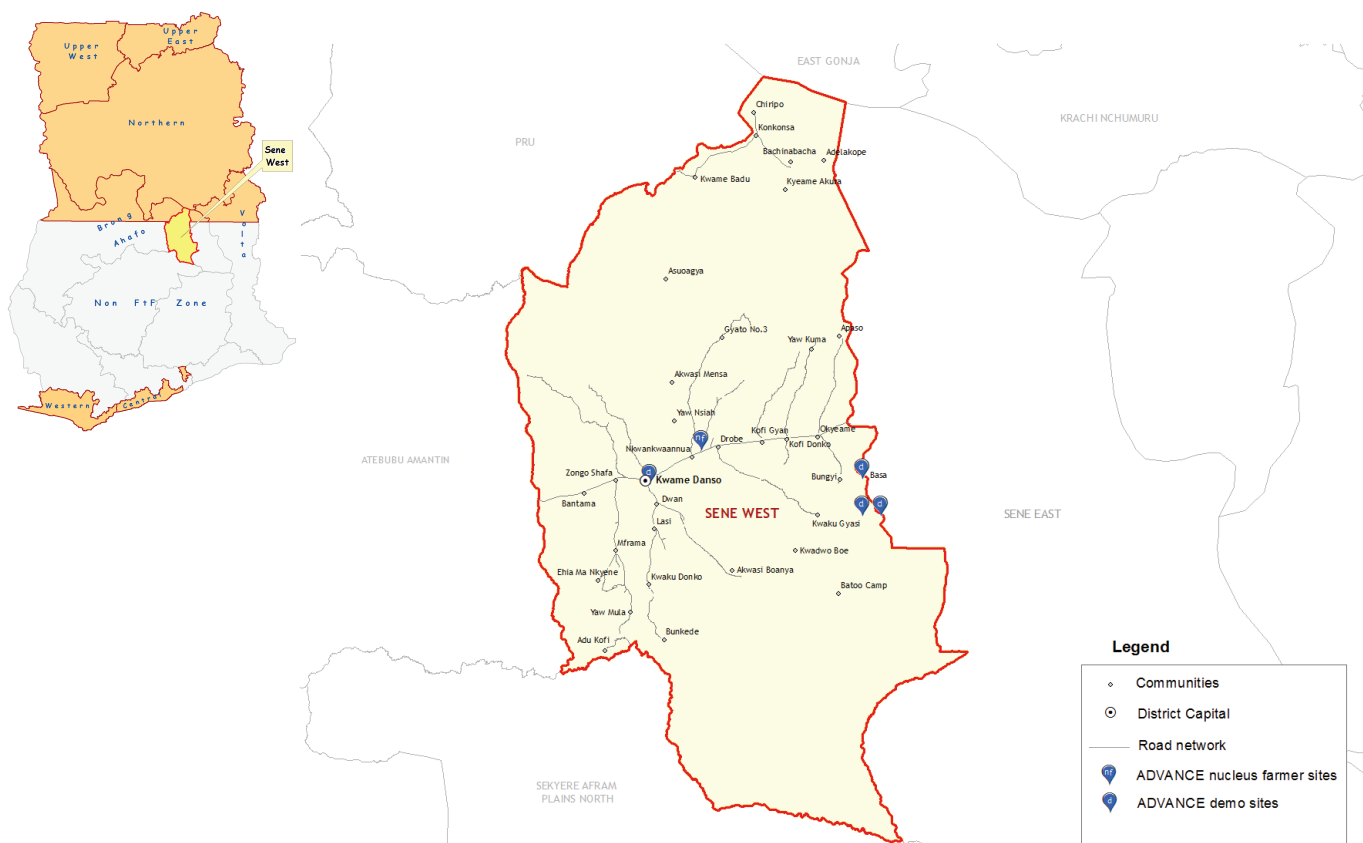 Upper
West
Upper
East
Northern
Sene
West
Brong
Ahafo
Volta
Non FtF Zone
Western
Central
EAST GONJA
PRU
KRACHI NCHUMURU
Chiripo
Konkonsa
Bachinabacha
Adelakope
Kwame Badu
Kyeame Akura
Asuoagya
Gyato No.3
Apaso
Yaw Kuma
Akwasi Mensa
Yaw Nsiah
nf
Drobe
Kofi Gyan
Okyeame
Kofi Donko
Nkwankwaannua
ATEBUBU AMANTIN
Zongo Shafa
d
Kwame Danso
Bungyi
d
Basa
Bantama
Dwan
SENE WEST
d
d
SENE EAST
Lasi
Kwaku Gyasi
Mframa
Kwadwo Boe
Ehia Ma Nkyene
Kwaku Donko
Akwasi Boanya
Batoo Camp
Yaw Mula
Adu Kofi
Bunkede
SEKYERE AFRAM
PLAINS NORTH
Legend
Communities
District Capital
Road network
nf ADVANCE nucleus farmer sites
d ADVANCE demo sites